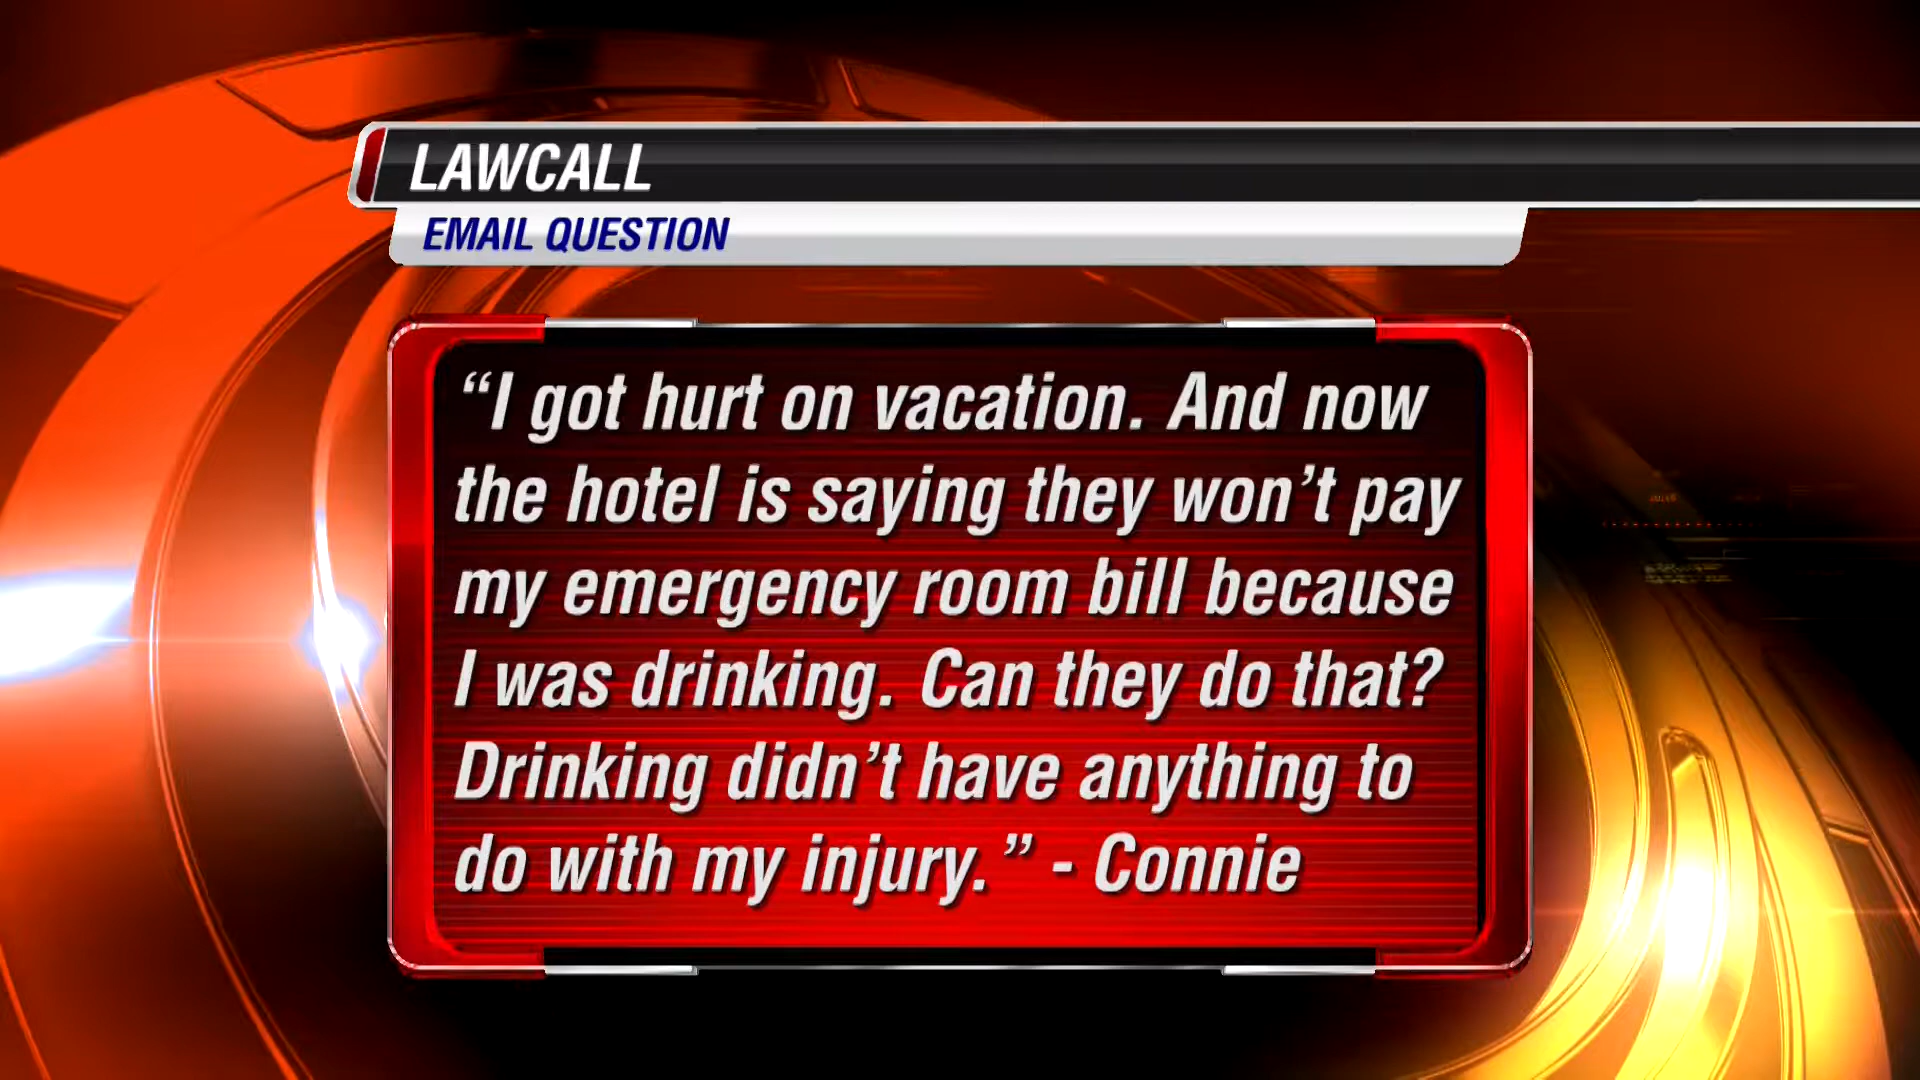 LAWCALL
EMAIL QUESTION
“I got hurt on vacation. And now
the hotel is saying they won’t pay
my emergency room bill because
I was drinking. Can they do that?
Drinking didn’t have anything to
do with my injury.” - Connie